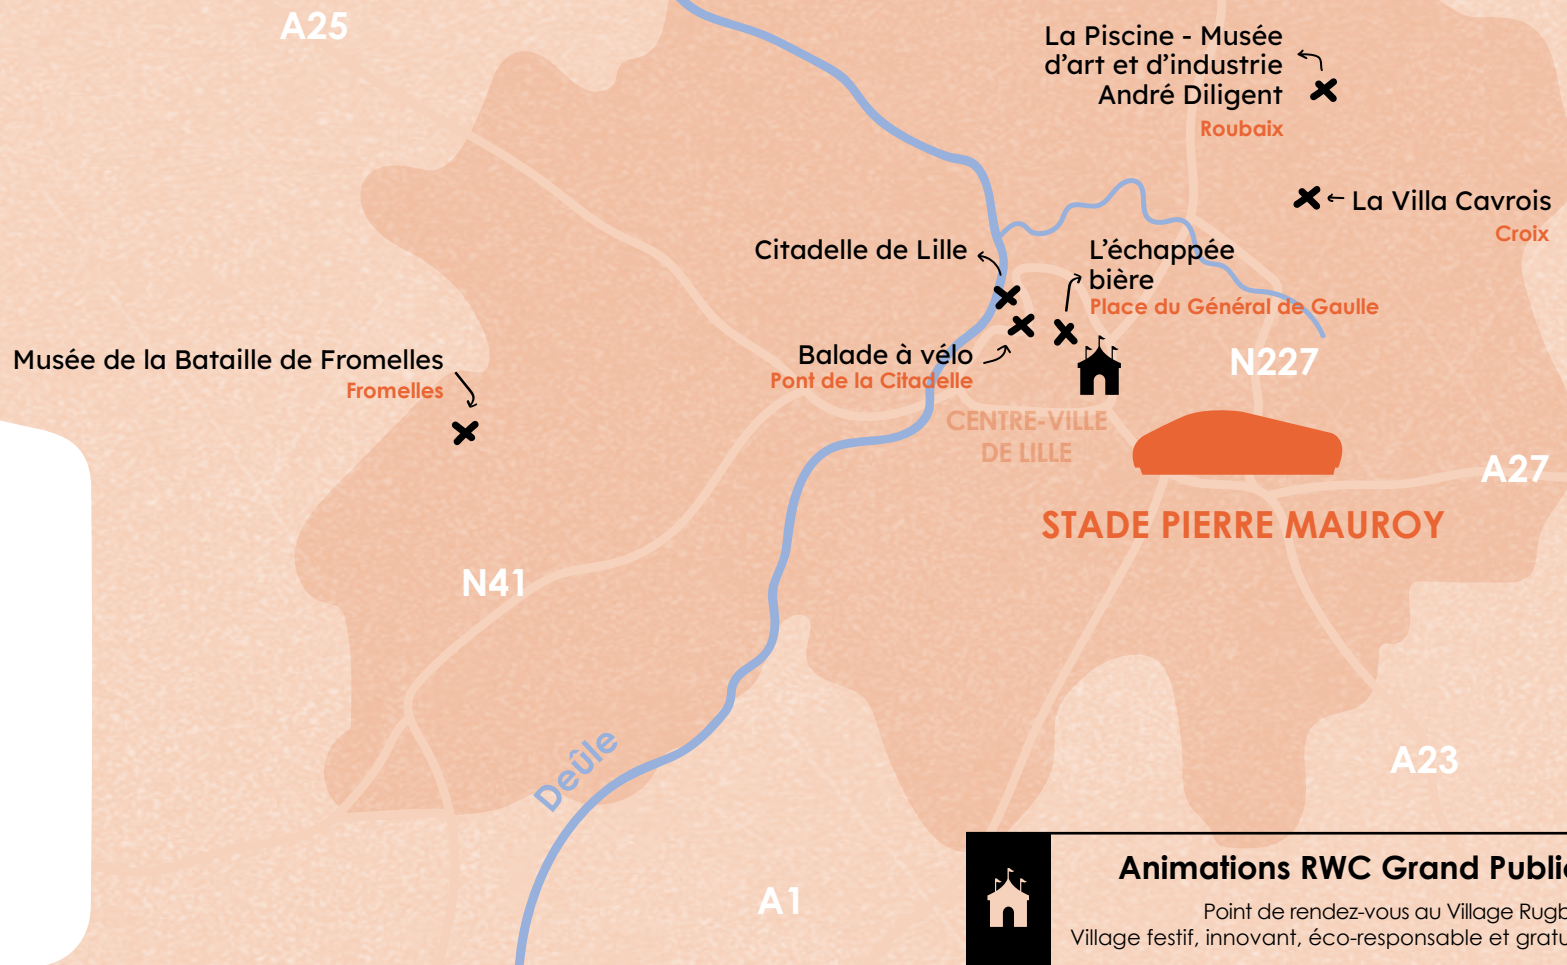 A25
La Piscine - Musée
d'art et d'industrie
André Diligent
Roubaix
La Villa Cavrois
Croix
Citadelle de Lille
L'échappée
bière
Place du Général de Gaulle
Musée de la Bataille de Fromelles
Fromelles
Balade à vélo
Pont de la Citadelle
N227
CENTRE-VILLE
DE LILLE
A27
STADE PIERRE MAUROY
N41
Deûle
A23
A1
Animations RWC Grand Public
Point de rendez-vous au Village Rugb
Village festif, innovant, éco-responsable et gratu